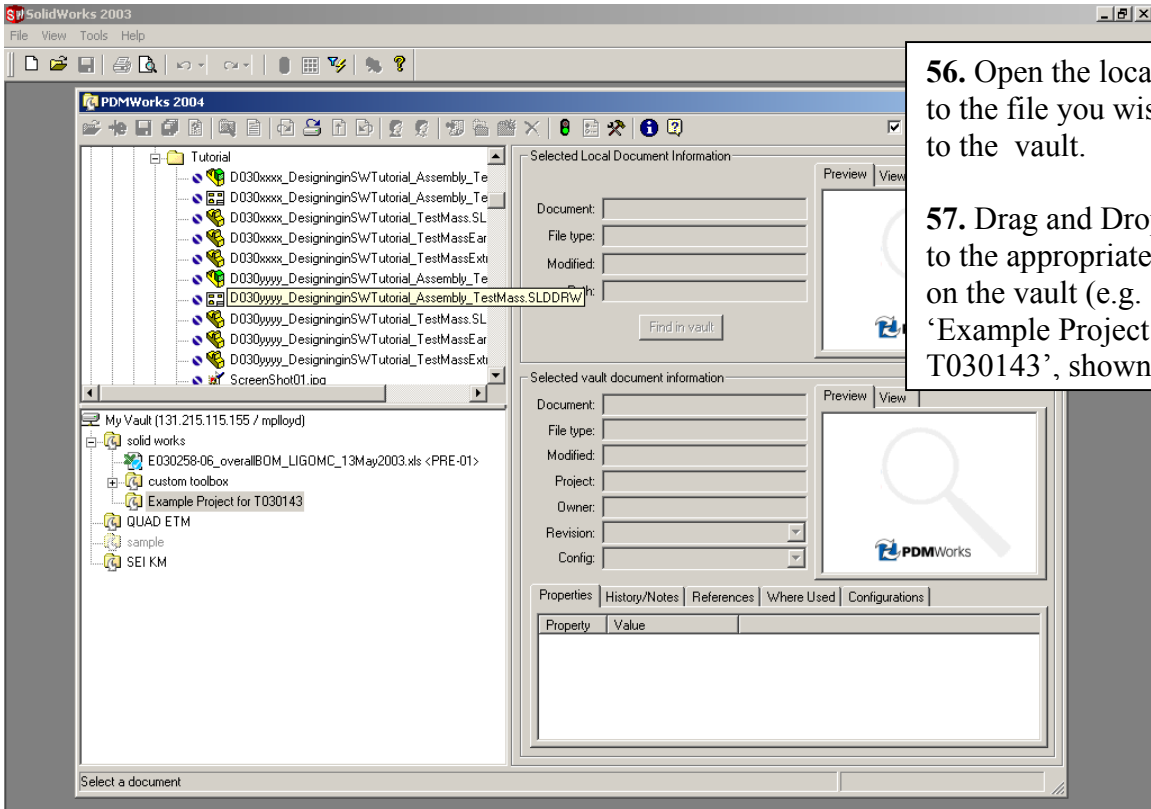 SolidWorks 2003
File View Tools Help
56. Open the loca
to the file you wis
to the vault.
57. Drag and Drop
to the appropriate
on the vault (e.g.
‘Example Project
T030143’, shown
PDMWorks 2004
Tutorial
D030xxxx_DesigninginSWTutorial_Assembly_Te
D030xxxx_DesigninginSWTutorial_Assembly_Te
D030xxxx_DesigninginSWTutorial_TestMass.SL
D030xxxx_DesigninginSWTutorial_TestMassEar
D030xxxx_DesigninginSWTutorial_TestMassExtr
D030yyyy_DesigninginSWTutorial_Assembly_Te
D030yyyy_DesigninginSWTutorial_Assembly_TestMass.SLDDRW
D030yyyy_DesigninginSWTutorial_TestMass.SL
D030yyyy_DesigninginSWTutorial_TestMassEar
D030yyyy_DesigninginSWTutorial_TestMassExtr
ScreenShot01.jpg
Selected Local Document Information
Document:
File type:
Modified:
Find in vault
Preview View
My Vault (131.215.115.155 / mplloyd)
solid works
E030258-06_overallBOM_LIGOMC_13May2003.xls <PRE-01>
custom toolbox
Example Project for T030143
QUAD ETM
sample
SEI KM
Selected vault document information
Document:
File type:
Modified:
Project:
Owner:
Revision:
Config:
Preview View
PDMWorks
Properties History/Notes References Where Used Configurations
Property Value
Select a document